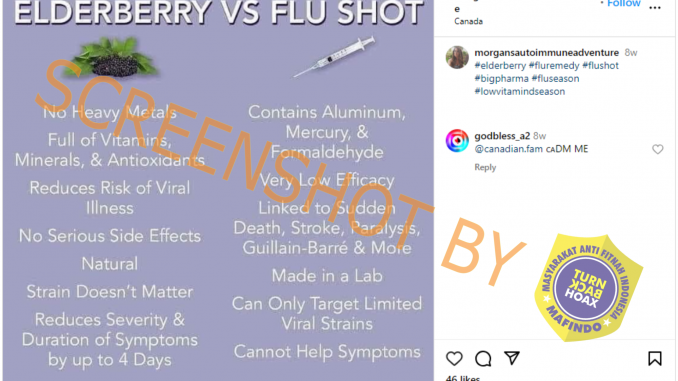 ELDERBERRY VS FLU SHOT
No Heavy Metals
Full of Vitamins,
Minerals, & Antioxidants
Reduces Risk of Viral
Illness
No Serious Side Effects
Natural
Strain Doesn't Matter
Reduces Severity &
Duration of Symptoms
by up to 4 Days
Contains Aluminum,
Mercury, &
Formaldehyde
Very Low Efficacy
Linked to Sudden
Death, Stroke, Paralysis,
Guillain-Barré & More
Made in a Lab
Can Only Target Limited
Viral Strains
Cannot Help Symptoms
SCREENSHOT BY
MASYARAKAT ANTI FITNAH INDONESIA
TURN
BACK
HOAX
MAFINDO
e
• Follow
...
Canada
morgansautoimmuneadventure 8w
#elderberry #fluremedy #flushot
#bigpharma #fluseason
#lowvitamindseason
godbless_a2 8w
@canadian.fam cᴀDM ME
Reply
46 likes